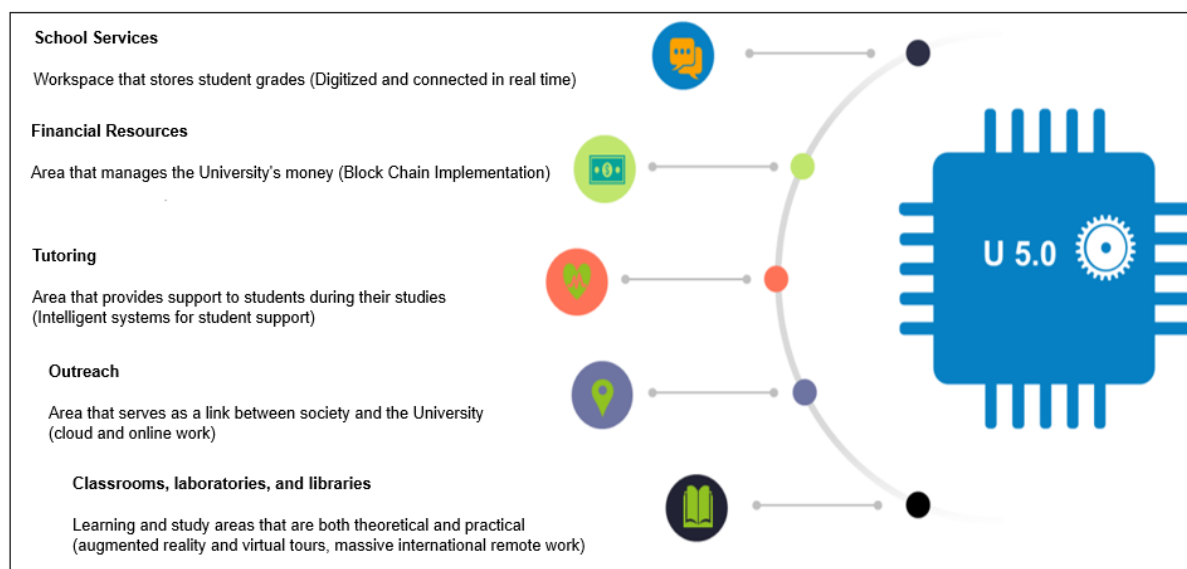 School Services
Workspace that stores student grades (Digitized and connected in real time)
Financial Resources
Area that manages the University's money (Block Chain Implementation)
Tutoring
Area that provides support to students during their studies
(Intelligent systems for student support)
Outreach
Area that serves as a link between society and the University
(cloud and online work)
Classrooms, laboratories, and libraries
Learning and study areas that are both theoretical and practical
(augmented reality and virtual tours, massive international remote work)
U 5.0